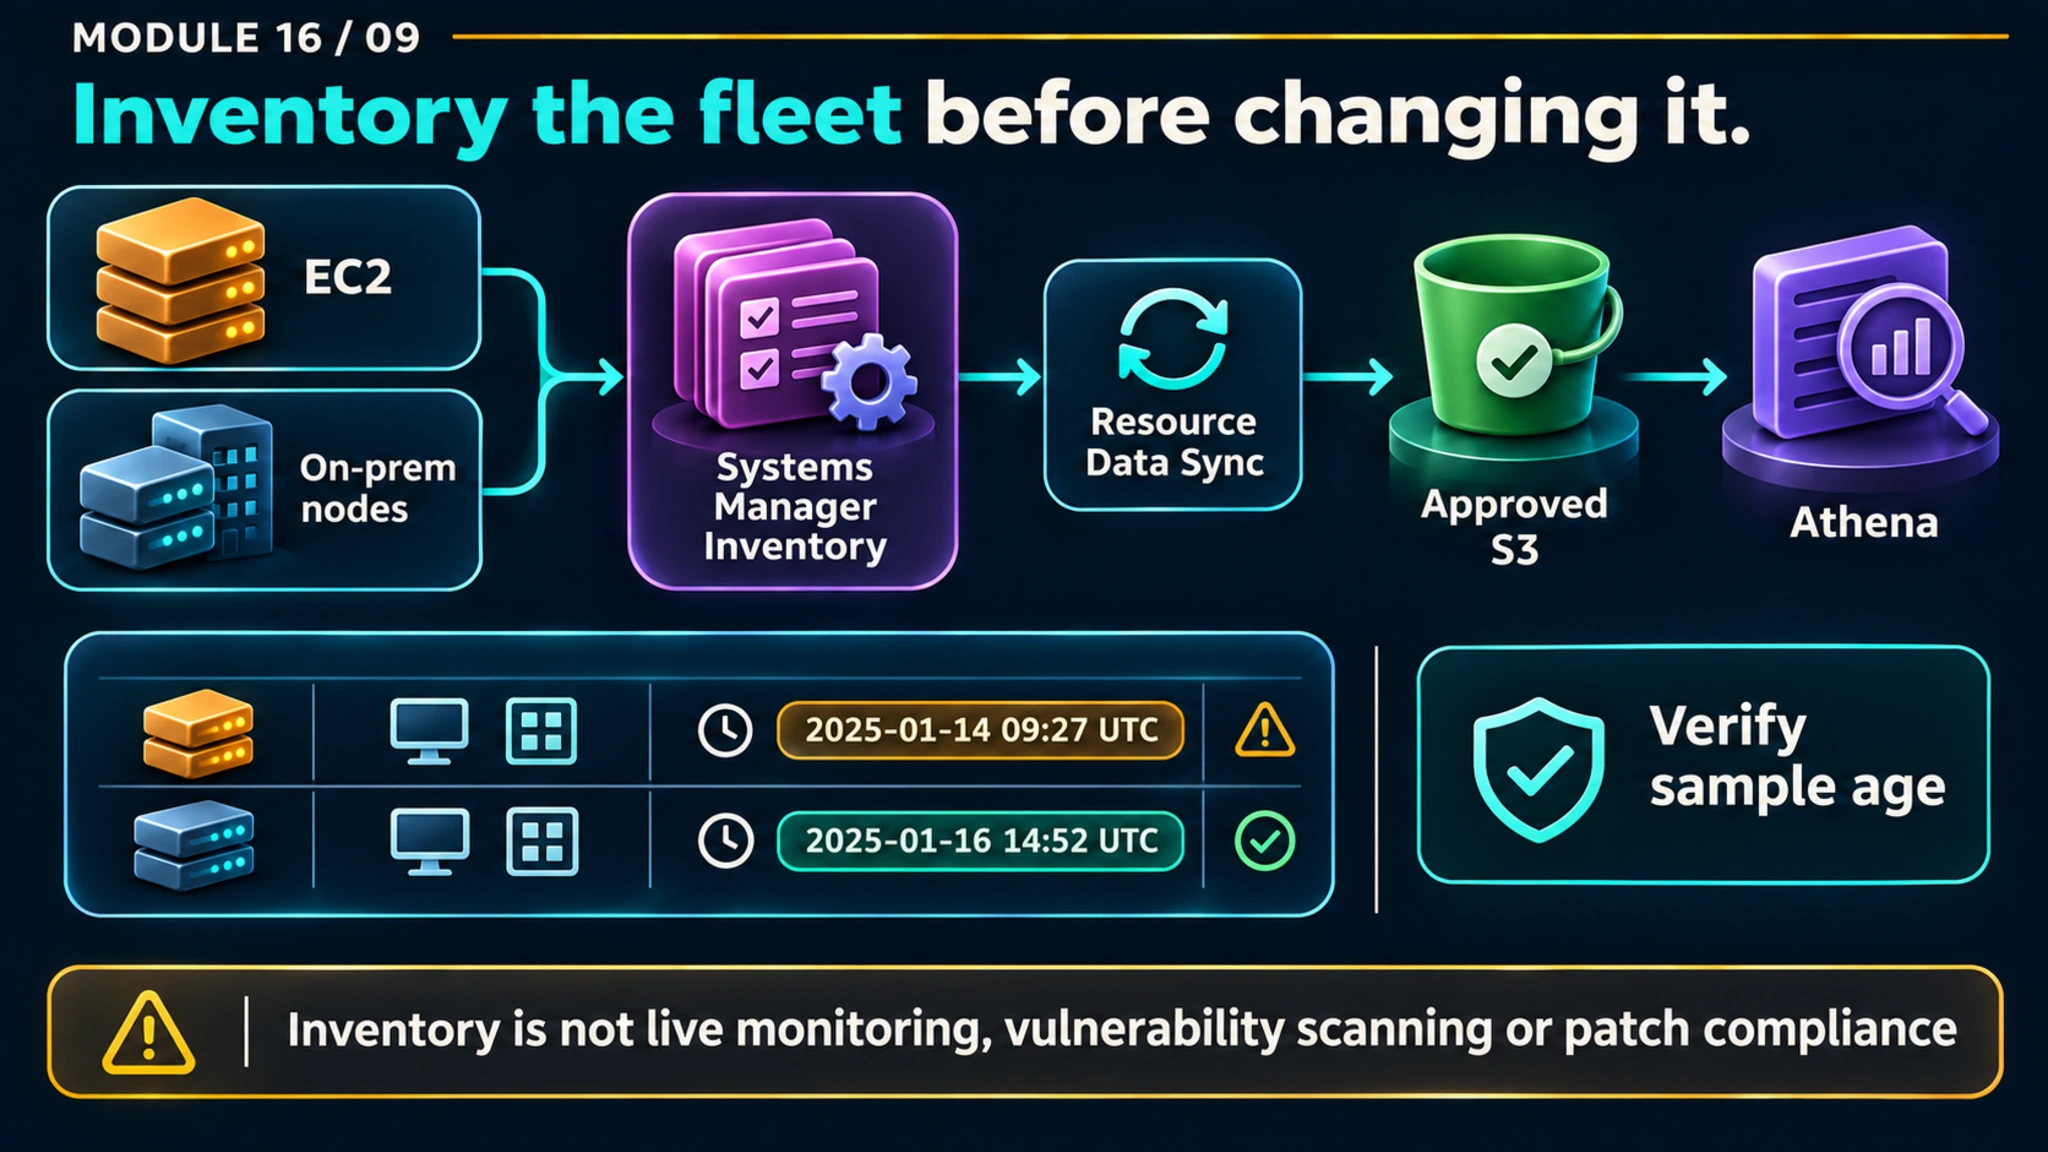 MODULE 16 / 09
Inventory the fleet before changing it.
EC2
On-prem
nodes
Systems
Manager
Inventory
Resource
Data Sync
Approved
S3
Athena
2025-01-14 09:27 UTC
2025-01-16 14:52 UTC
Verify
sample age
Inventory is not live monitoring, vulnerability scanning or patch compliance